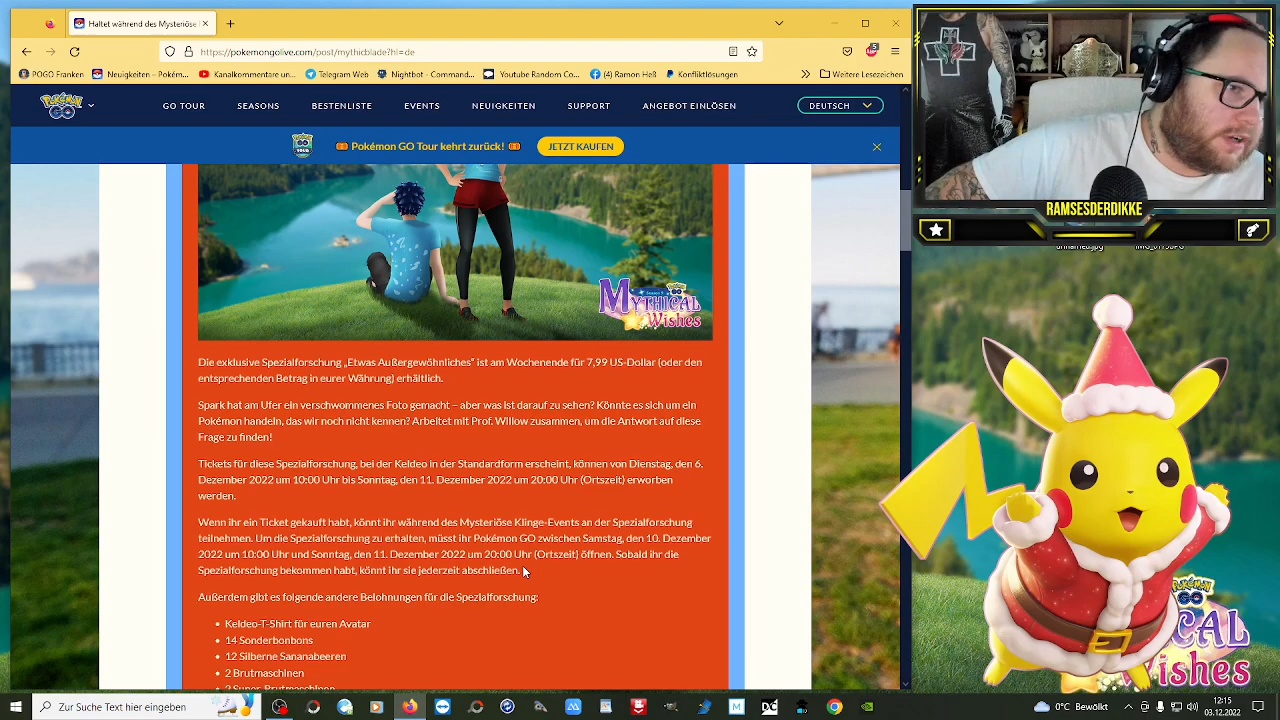 Haltet während des Mysteriöse
https://pokemongolive.com/post/mythicblade?hl=de
POGO Franken
Neuigkeiten – Pokém...
Kanalkommentare un...
Telegram Web
Nightbot - Command...
Youtube Random Co...
(4) Ramon Heß
Konfliktlösungen
Weitere Lesezeichen
5
POKÉMON GO
GO TOUR
SEASONS
BESTENLISTE
EVENTS
NEUIGKEITEN
SUPPORT
ANGEBOT EINLÖSEN
DEUTSCH
Pokémon GO Tour kehrt zurück!
JETZT KAUFEN
RAMSESDERDIKKE
MYTHICAL
Wishes
Die exklusive Spezialforschung „Etwas Außergewöhnliches" ist am Wochenende für 7,99 US-Dollar (oder den
entsprechenden Betrag in eurer Währung) erhältlich.
Spark hat am Ufer ein verschwommenes Foto gemacht – aber was ist darauf zu sehen? Könnte es sich um ein
Pokémon handeln, das wir noch nicht kennen? Arbeitet mit Prof. Willow zusammen, um die Antwort auf diese
Frage zu finden!
Tickets für diese Spezialforschung, bei der Keldeo in der Standardform erscheint, können von Dienstag, den 6.
Dezember 2022 um 10:00 Uhr bis Sonntag, den 11. Dezember 2022 um 20:00 Uhr (Ortszeit) erworben
werden.
Wenn ihr ein Ticket gekauft habt, könnt ihr während des Mysteriöse Klinge-Events an der Spezialforschung
teilnehmen. Um die Spezialforschung zu erhalten, müsst ihr Pokémon GO zwischen Samstag, den 10. Dezember
2022 um 10:00 Uhr und Sonntag, den 11. Dezember 2022 um 20:00 Uhr (Ortszeit) öffnen. Sobald ihr die
Spezialforschung bekommen habt, könnt ihr sie jederzeit abschließen.
Außerdem gibt es folgende andere Belohnungen für die Spezialforschung:
Keldeo-T-Shirt für euren Avatar
14 Sonderbonbons
12 Silberne Sananabeeren
2 Brutmaschinen
2 Super-Brutmaschinen
GO
ICAL
Wishes
Zur Suche Text hier eingeben
0°C Bewölkt
12:15
03.12.2022